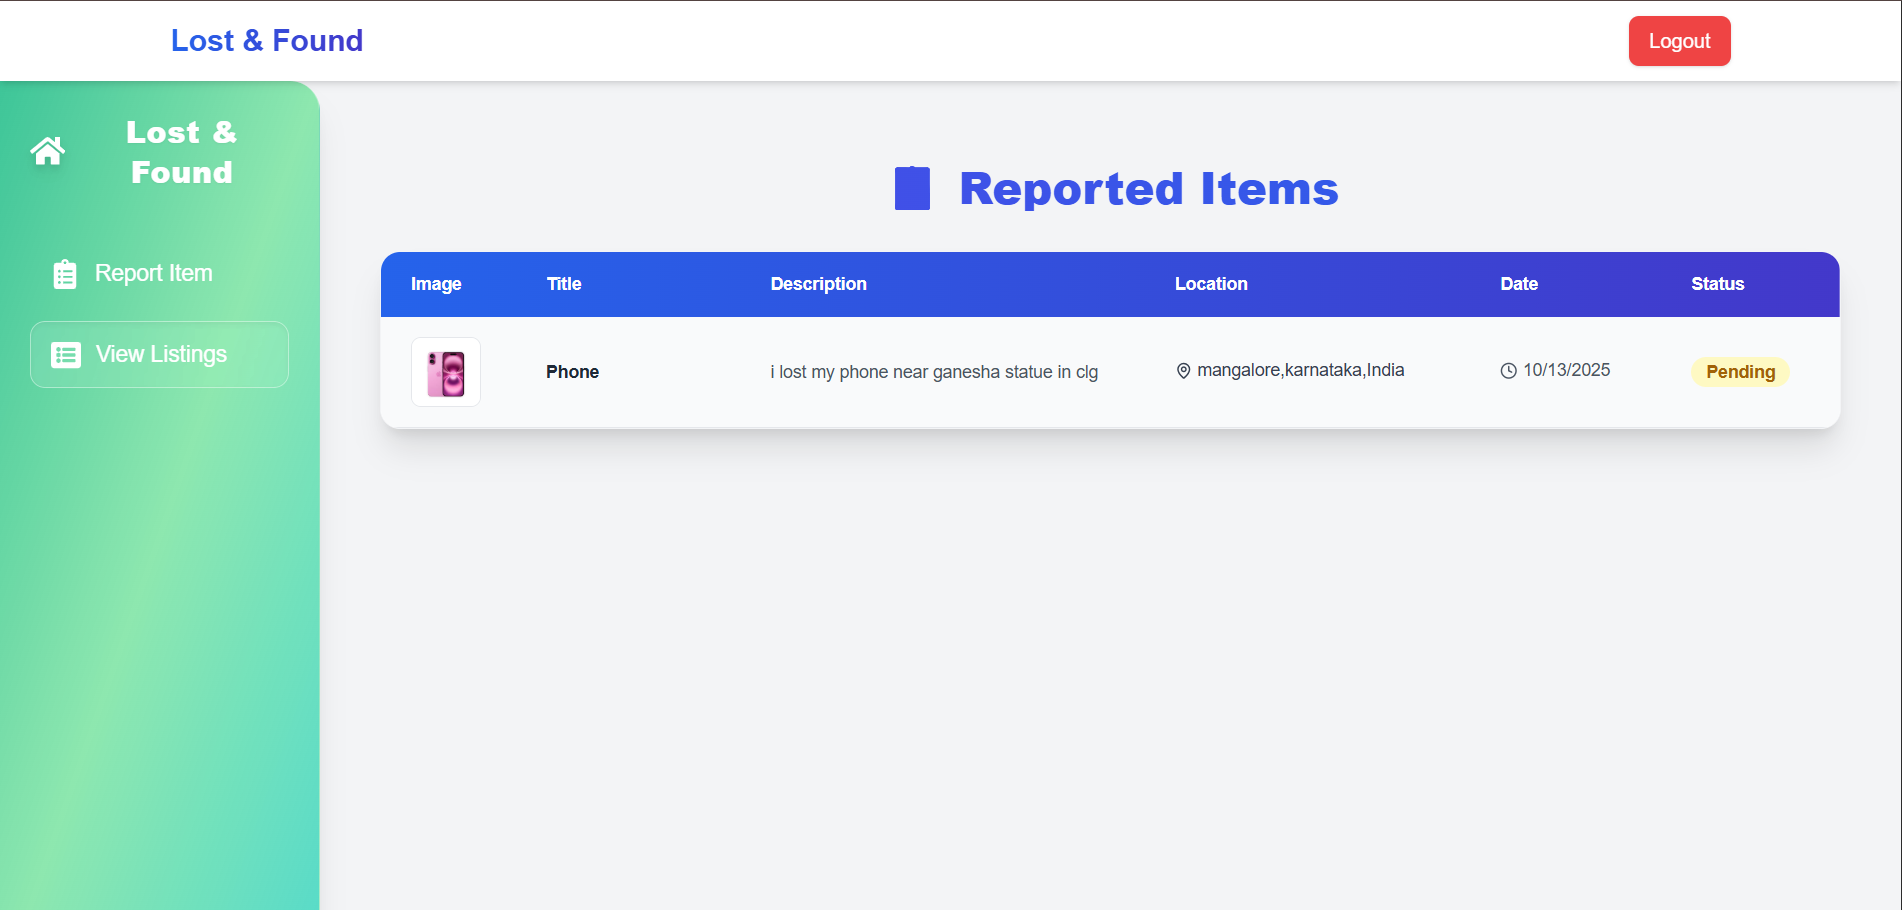 Lost & Found
Logout
Lost &
Found
Report Item
View Listings
Reported Items
Image Title Description Location Date Status
Phone i lost my phone near ganesha statue in clg mangalore,karnataka,India 10/13/2025 Pending